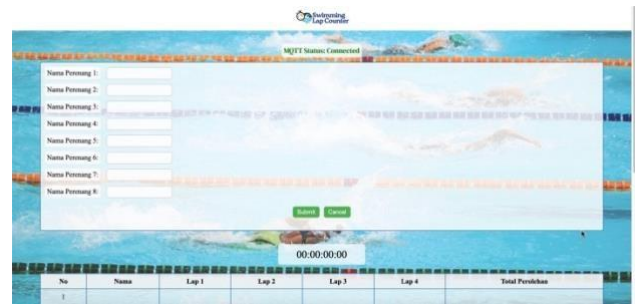 Swimming
Lap Counter
MQTT Status: Connected
Nama Perenang 1:
Nama Perenang 2:
Nama Perenang 3:
Nama Perenang 4:
Nama Perenang 5:
Nama Perenang 6:
Nama Perenang 7:
Nama Perenang 8:
Submit Cancel
00:00:00:00
No Nama Lap 1 Lap 2 Lap 3 Lap 4 Total Perolehan
1